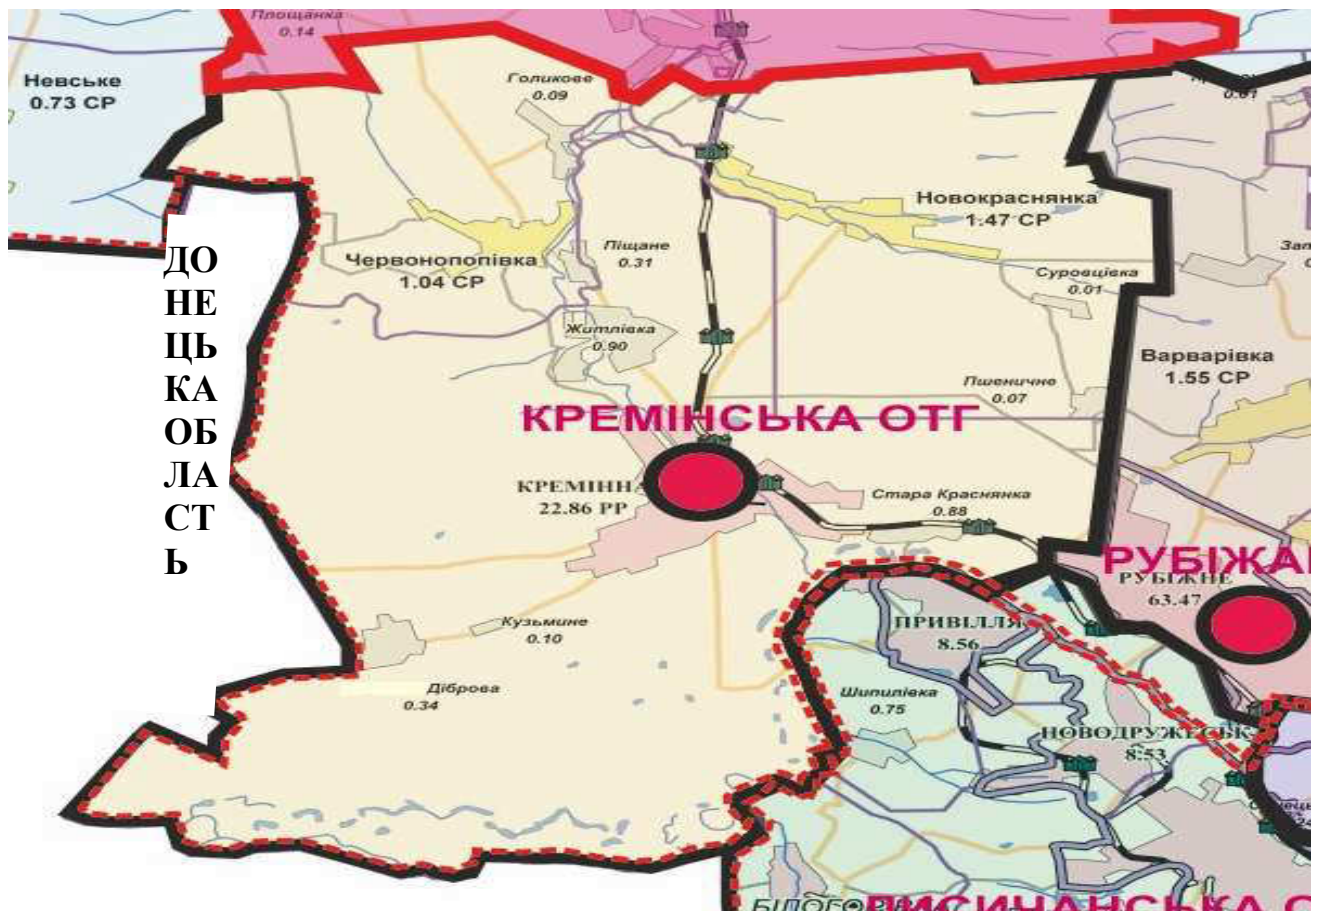 Площанка
0.14
Невське
0.73 СР
Голикове
0.09
0.01
Новокраснянка
1.47 СР
ДО
НЕ
ЦЬ
КА
ОБ
ЛА
СТ
Ь
Червонопопівка
1.04 СР
Піщане
0.31
Суровцівка
0.01
Житлівка
0.90
Варварівка
1.55 СР
Пшеничне
0.07
КРЕМІНСЬКА ОТГ
КРЕМІННА
22.86 РР
Стара Краснянка
0.88
РУБІЖА
РУБІЖНЕ
63.47
Кузьмине
0.10
ПРИВІЛЛЯ
8.56
Діброва
0.34
Шипилівка
0.75
НОВОДРУЖЕСЬК
8.53
ЛИСИЧАНСЬКА О